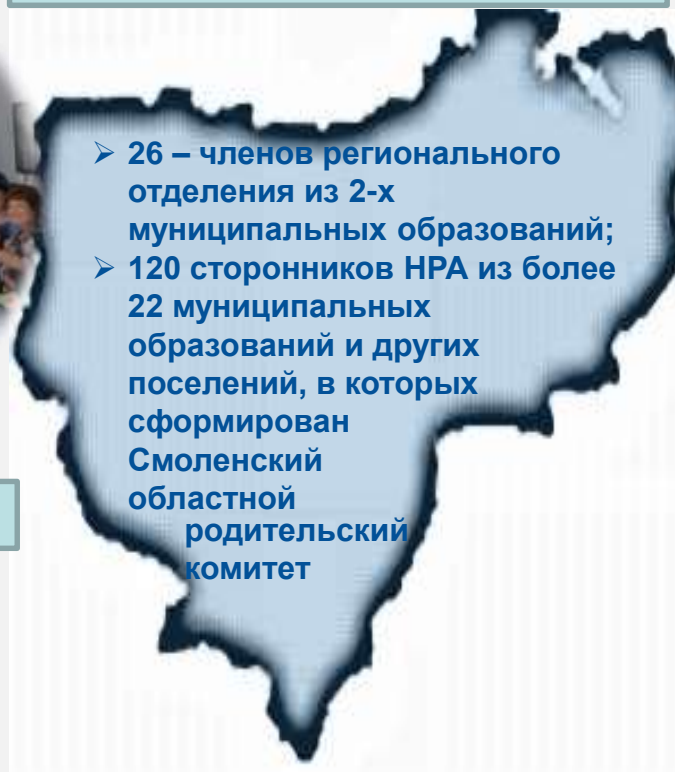 ➢ 26 – членов регионального
отделения из 2-х
муниципальных образований;
➢ 120 сторонников НРА из более
22 муниципальных
образований и других
поселений, в которых
сформирован
Смоленский
областной
родительский
комитет